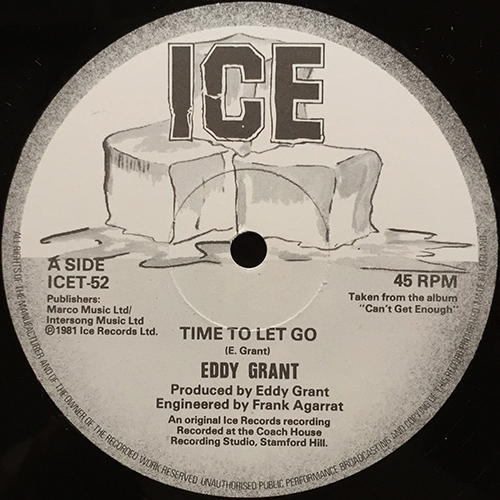 ICE
A SIDE
ICET-52
Publishers:
Marco Music Ltd/
Intersong Music Ltd
℗1981 Ice Records Ltd.
45 RPM
Taken from the album
"Can't Get Enough"
TIME TO LET GO
(E. Grant)
EDDY GRANT
Produced by Eddy Grant
Engineered by Frank Agarrat
An original Ice Records recording
Recorded at the Coach House
Recording Studio, Stamford Hill.
ALL RIGHTS OF THE MANUFACTURER AND OF THE OWNER OF THE RECORDED WORK RESERVED UNAUTHORISED PUBLIC PERFORMANCE BROADCASTING AND COPYING OF THIS RECORD PROHIBITED MADE IN ENGLAND